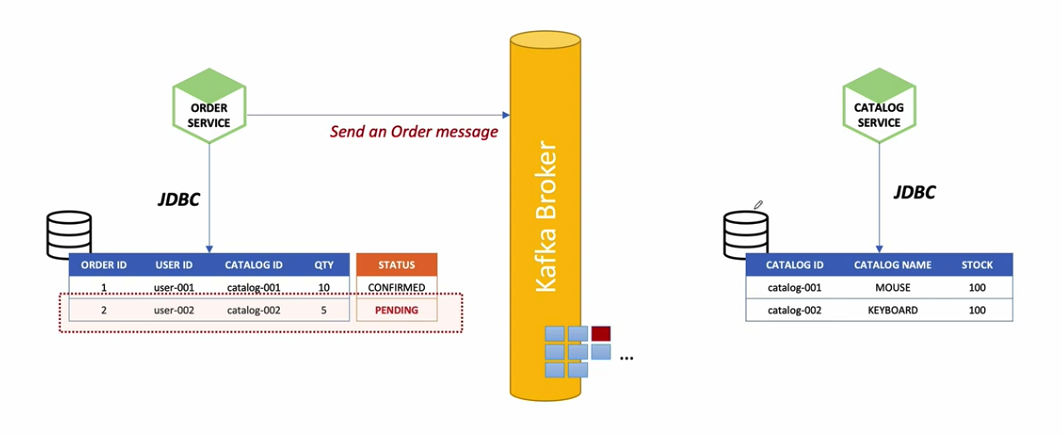 ORDER
SERVICE
Send an Order message
JDBC
ORDER ID USER ID CATALOG ID QTY STATUS
1 user-001 catalog-001 10 CONFIRMED
2 user-002 catalog-002 5 PENDING
Kafka Broker
...
CATALOG
SERVICE
JDBC
CATALOG ID CATALOG NAME STOCK
catalog-001 MOUSE 100
catalog-002 KEYBOARD 100